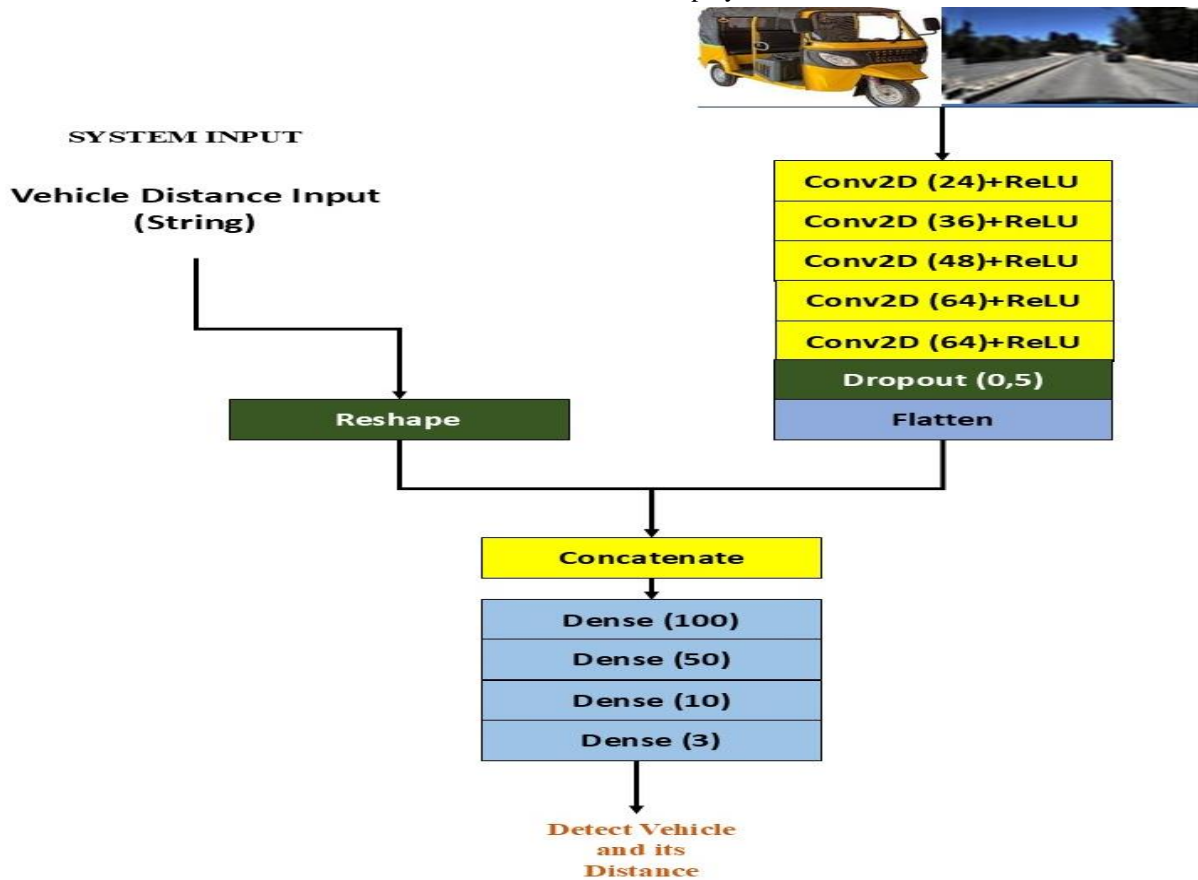 SYSTEM INPUT
Vehicle Distance Input
(String)
Reshape
Conv2D (24)+ReLU
Conv2D (36)+ReLU
Conv2D (48)+ReLU
Conv2D (64)+ReLU
Conv2D (64)+ReLU
Dropout (0,5)
Flatten
Concatenate
Dense (100)
Dense (50)
Dense (10)
Dense (3)
Detect Vehicle
and its
Distance